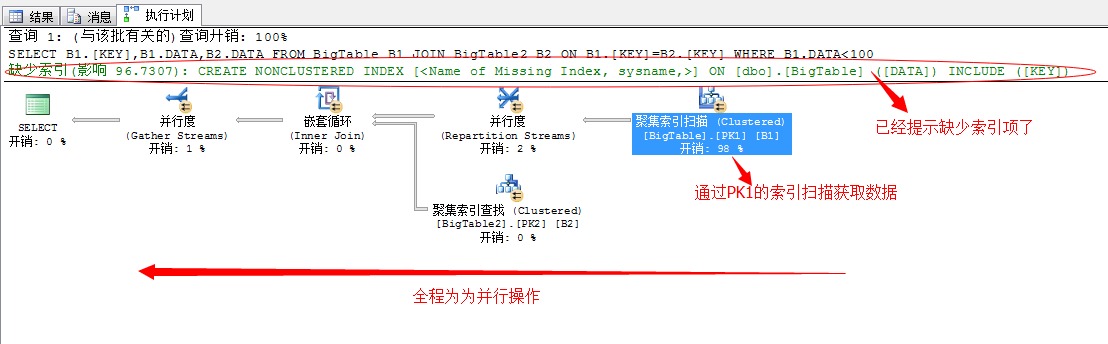 结果 消息 执行计划
查询 1: (与该批有关的)查询开销: 100%
SELECT B1.[KEY],B1.DATA,B2.DATA FROM BigTable B1 JOIN BigTable2 B2 ON B1.[KEY]=B2.[KEY] WHERE B1.DATA<100
缺少索引(影响 96.7307): CREATE NONCLUSTERED INDEX [<Name of Missing Index, sysname,>] ON [dbo].[BigTable] ([DATA]) INCLUDE ([KEY])
SELECT
开销: 0 %
并行度
(Gather Streams)
开销: 1 %
嵌套循环
(Inner Join)
开销: 0 %
并行度
(Repartition Streams)
开销: 2 %
聚集索引扫描 (Clustered)
[BigTable].[PK1] [B1]
开销: 98 %
已经提示缺少索引项了
通过PK1的索引扫描获取数据
聚集索引查找 (Clustered)
[BigTable2].[PK2] [B2]
开销: 0 %
全程为为并行操作